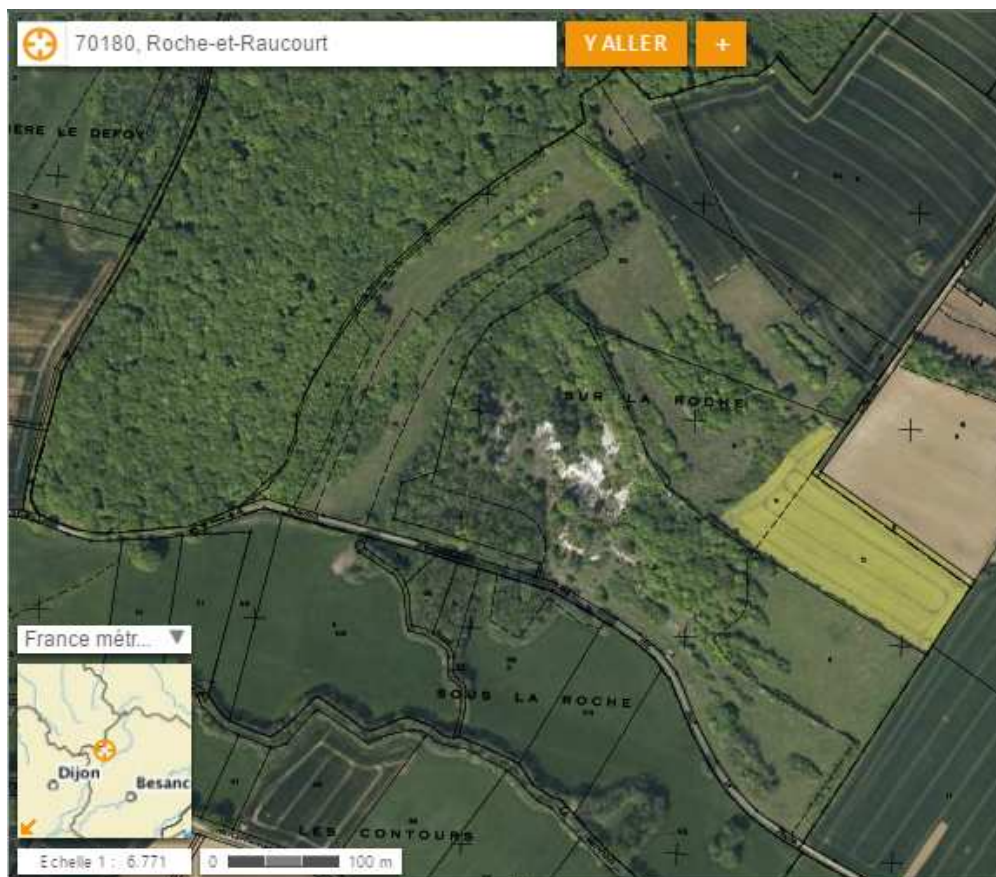 70180, Roche-et-Raucourt
Y ALLER
+
SUR LA ROCHE
France métr... ▼
SOUS LA ROCHE
Dijon
Besanc
LES CONTOURS
Echelle 1 : 6.771
0 100 m